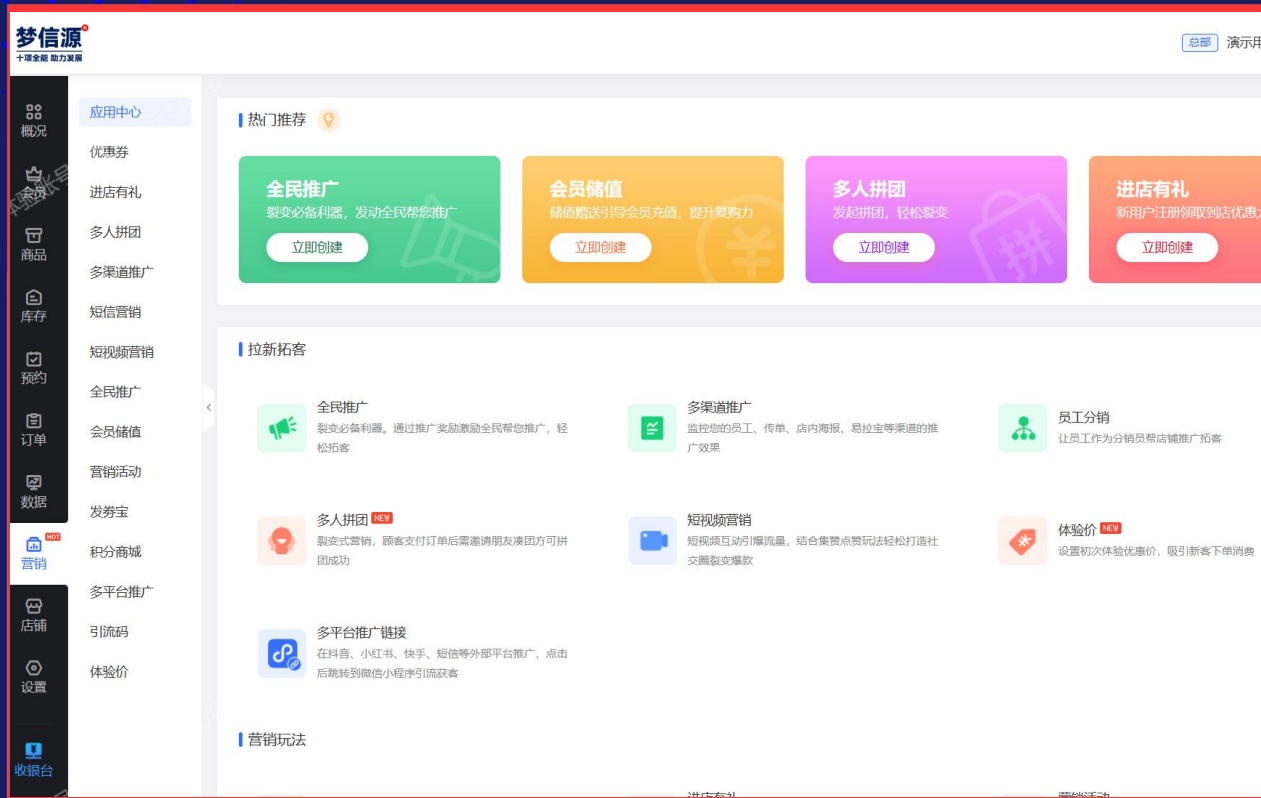 梦信源
十项全能 助力发展
总部 演示用
概况
会员
商品
库存
预约
订单
数据
HOT
营销
店铺
设置
收银台
应用中心
优惠券
进店有礼
多人拼团
多渠道推广
短信营销
短视频营销
全民推广
会员储值
营销活动
发券宝
积分商城
多平台推广
引流码
体验价
热门推荐
全民推广
裂变必备利器，发动全民帮您推广
立即创建
会员储值
储值赠送引导会员充值，提升复购力
立即创建
多人拼团
发起拼团，轻松裂变
立即创建
拼
进店有礼
新用户注册领取到店优惠
立即创建
拉新拓客
全民推广
裂变必备利器。通过推广奖励激励全民帮您推广，轻
松拓客
多渠道推广
监控您的员工、传单、店内海报、易拉宝等渠道的推
广效果
员工分销
让员工作为分销员帮店铺推广拓客
多人拼团 NEW
裂变式营销，顾客支付订单后需邀请朋友凑团方可拼
团成功
短视频营销
短视频互动引爆流量，结合集赞点赞玩法轻松打造社
交圈裂变爆款
体验价 NEW
设置初次体验优惠价，吸引新客下单消费
多平台推广链接
在抖音、小红书、快手、短信等外部平台推广，点击
后跳转到微信小程序引流获客
营销玩法